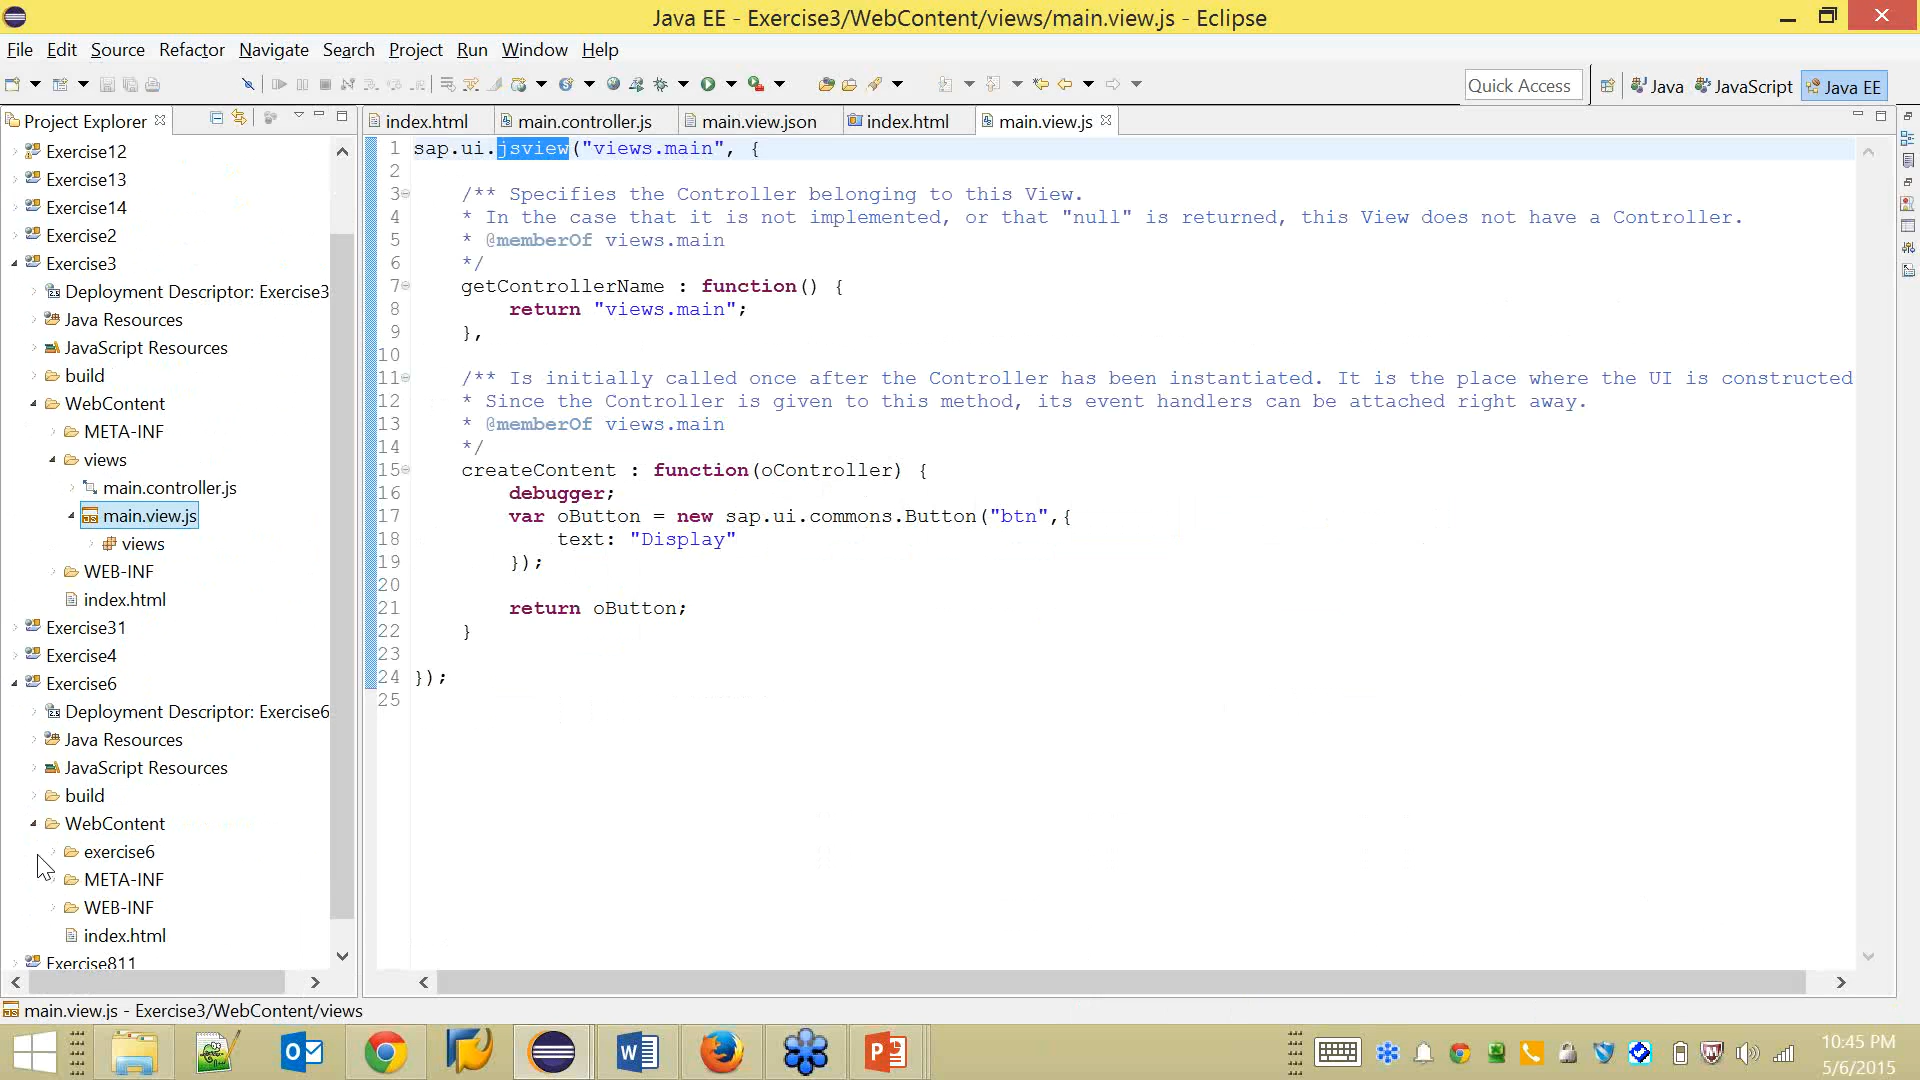 Java EE - Exercise3/WebContent/views/main.view.js - Eclipse
File Edit Source Refactor Navigate Search Project Run Window Help
Quick Access Java JavaScript Java EE
Project Explorer
index.html main.controller.js main.view.json index.html main.view.js
Exercise12
Exercise13
Exercise14
Exercise2
Exercise3
Deployment Descriptor: Exercise3
Java Resources
JavaScript Resources
build
WebContent
META-INF
views
main.controller.js
main.view.js
views
WEB-INF
index.html
Exercise31
Exercise4
Exercise6
Deployment Descriptor: Exercise6
Java Resources
JavaScript Resources
build
WebContent
exercise6
META-INF
WEB-INF
index.html
Exercise811
1 sap.ui.jsview("views.main", {
2
3 /** Specifies the Controller belonging to this View.
4 * In the case that it is not implemented, or that "null" is returned, this View does not have a Controller.
5 * @memberOf views.main
6 */
7 getControllerName : function() {
8 return "views.main";
9 },
10
11 /** Is initially called once after the Controller has been instantiated. It is the place where the UI is constructed
12 * Since the Controller is given to this method, its event handlers can be attached right away.
13 * @memberOf views.main
14 */
15 createContent : function(oController) {
16 debugger;
17 var oButton = new sap.ui.commons.Button("btn",{
18 text: "Display"
19 });
20
21 return oButton;
22 }
23
24 });
25
main.view.js - Exercise3/WebContent/views
10:45 PM
5/6/2015